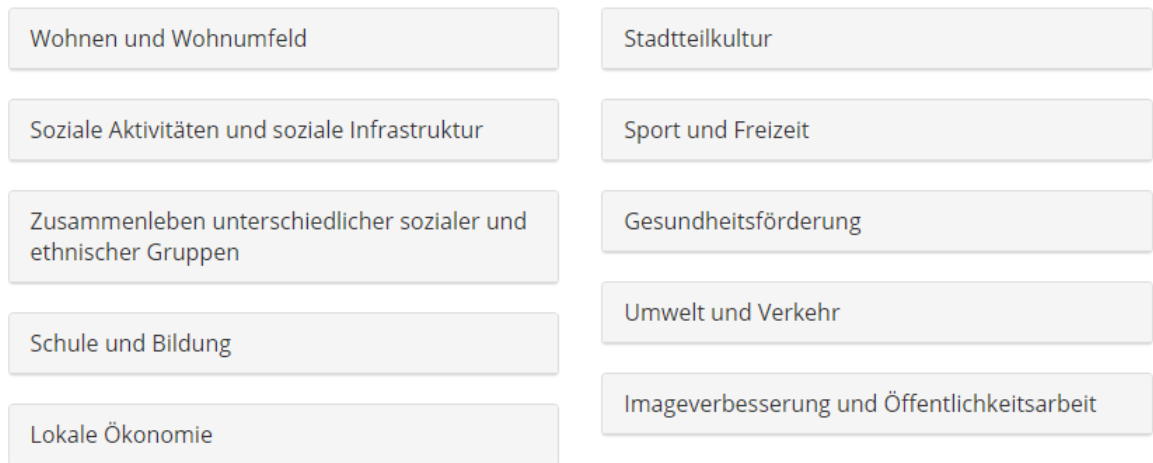 Wohnen und Wohnumfeld
Soziale Aktivitäten und soziale Infrastruktur
Zusammenleben unterschiedlicher sozialer und
ethnischer Gruppen
Schule und Bildung
Lokale Ökonomie
Stadtteilkultur
Sport und Freizeit
Gesundheitsförderung
Umwelt und Verkehr
Imageverbesserung und Öffentlichkeitsarbeit